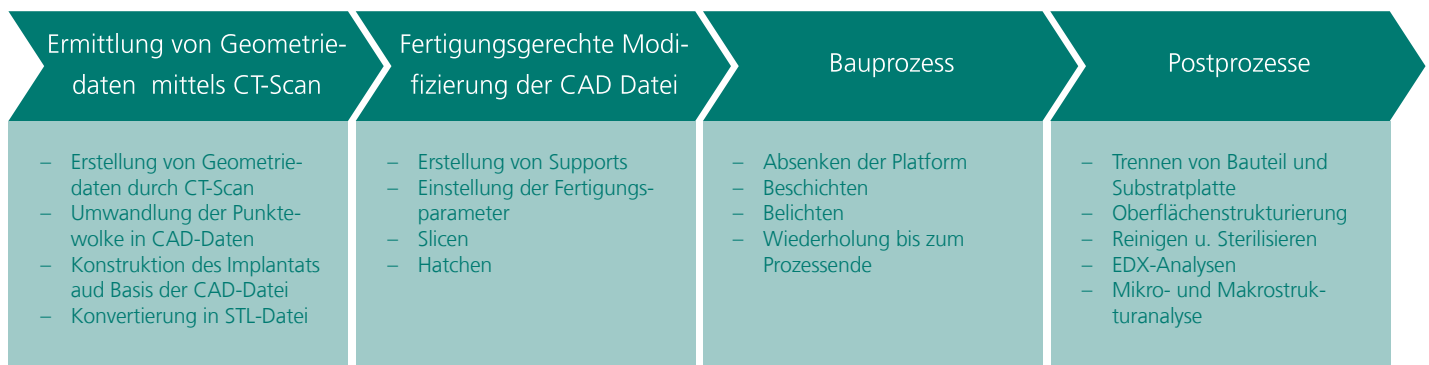 Ermittlung von Geometrie-
daten mittels CT-Scan
– Erstellung von Geometrie-
daten durch CT-Scan
– Umwandlung der Punkte-
wolke in CAD-Daten
– Konstruktion des Implantats
aud Basis der CAD-Datei
– Konvertierung in STL-Datei
Fertigungsgerechte Modi-
fizierung der CAD Datei
– Erstellung von Supports
– Einstellung der Fertigungs-
parameter
– Slicen
– Hatchen
Bauprozess
– Absenken der Platform
– Beschichten
– Belichten
– Wiederholung bis zum
Prozessende
Postprozesse
– Trennen von Bauteil und
Substratplatte
– Oberflächenstrukturierung
– Reinigen u. Sterilisieren
– EDX-Analysen
– Mikro- und Makrostruk-
turanalyse